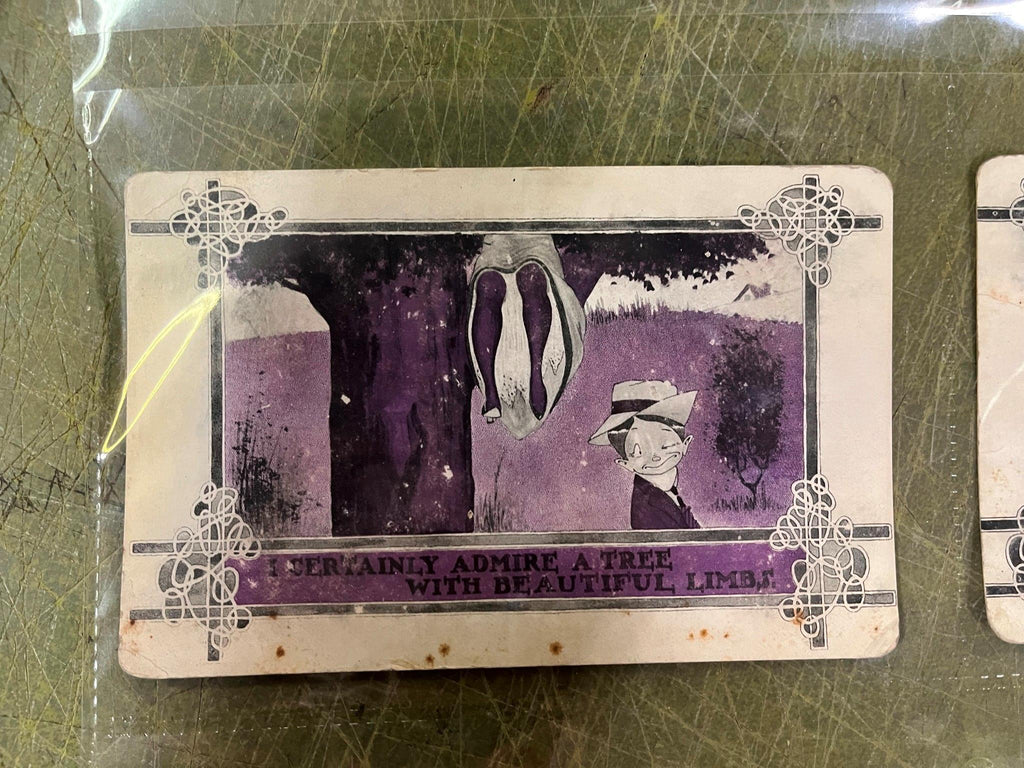 I CERTAINLY ADMIRE A TREE
WITH BEAUTIFUL LIMBS.